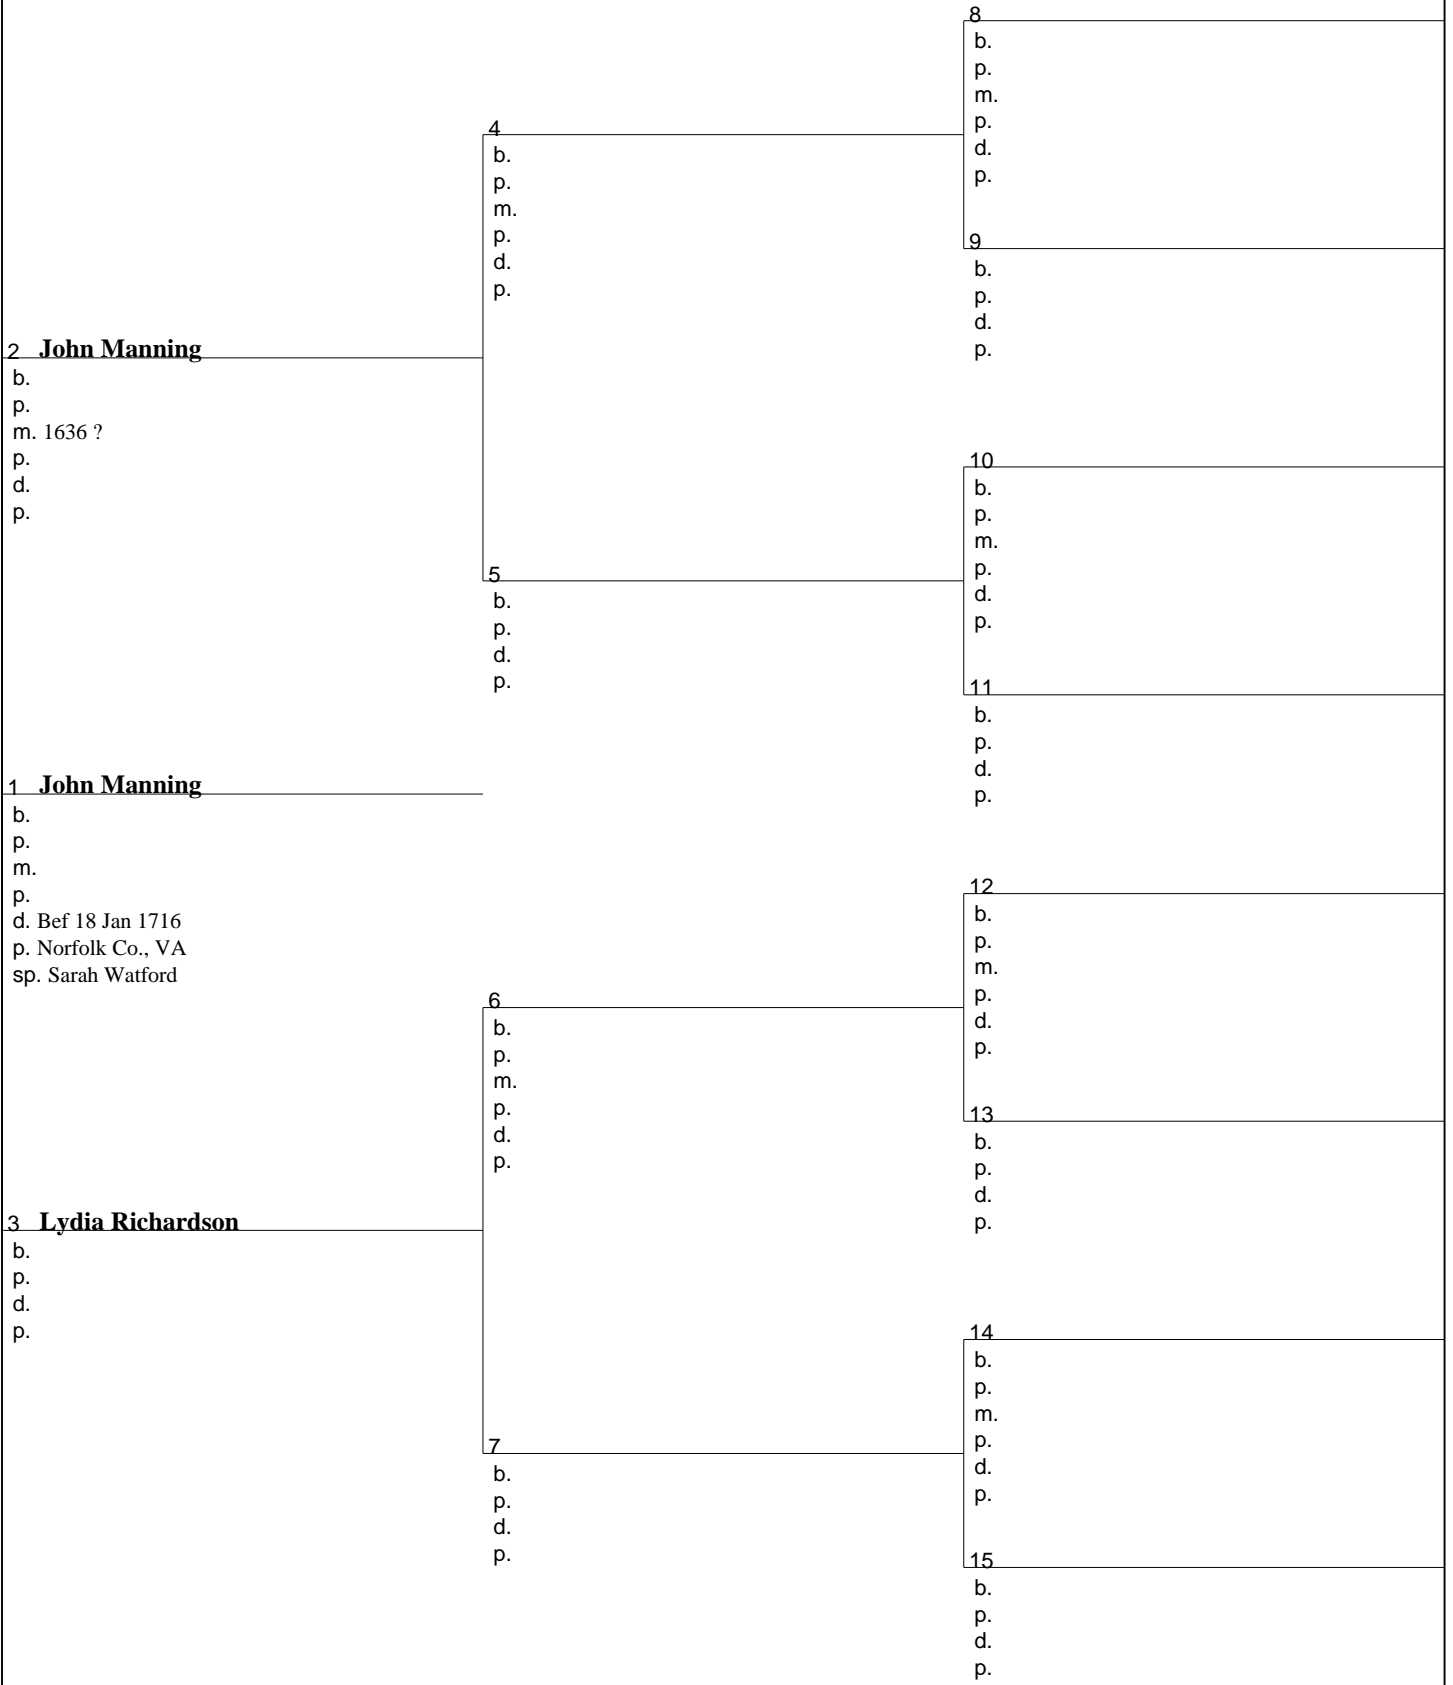 8
b.
p.
m.
p.
d.
p.
4
b.
p.
m.
p.
d.
p.
9
b.
p.
d.
p.
2 John Manning
b.
p.
m. 1636 ?
p.
d.
p.
10
b.
p.
m.
p.
d.
p.
5
b.
p.
d.
p.
11
b.
p.
d.
p.
1 John Manning
b.
p.
m.
p.
d. Bef 18 Jan 1716
p. Norfolk Co., VA
sp. Sarah Watford
12
b.
p.
m.
p.
d.
p.
6
b.
p.
m.
p.
d.
p.
13
b.
p.
d.
p.
3 Lydia Richardson
b.
p.
d.
p.
14
b.
p.
m.
p.
d.
p.
7
b.
p.
d.
p.
15
b.
p.
d.
p.